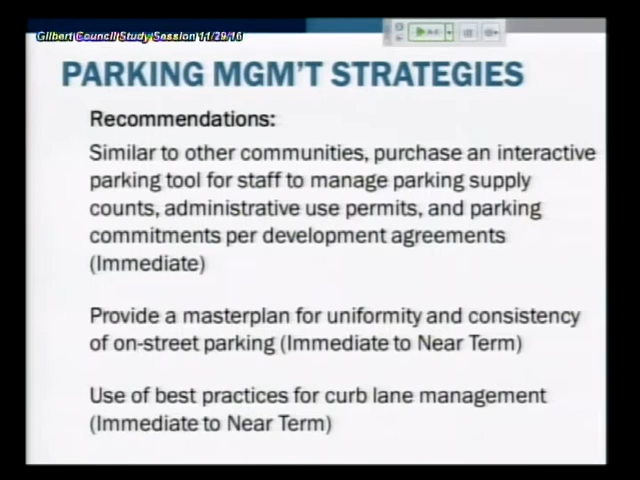 Gilbert Council Study Session 11/29/16
PARKING MGM'T STRATEGIES
Recommendations:
Similar to other communities, purchase an interactive
parking tool for staff to manage parking supply
counts, administrative use permits, and parking
commitments per development agreements
(Immediate)
Provide a masterplan for uniformity and consistency
of on-street parking (Immediate to Near Term)
Use of best practices for curb lane management
(Immediate to Near Term)